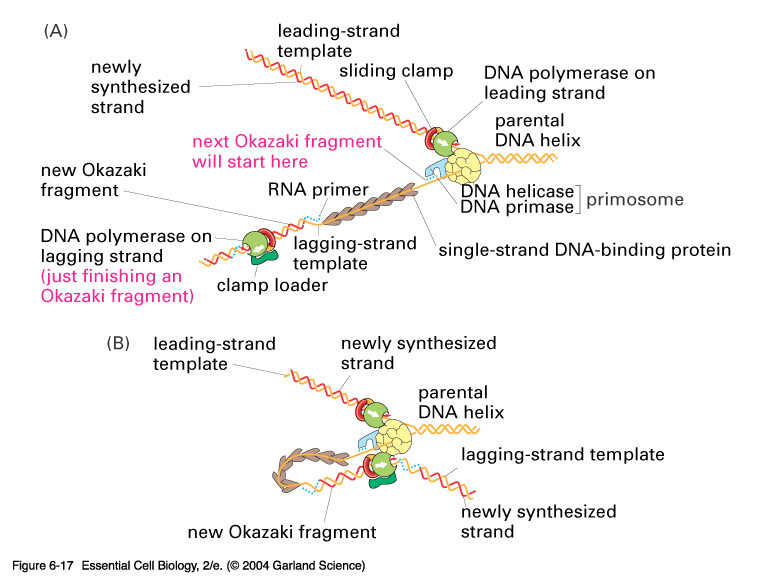 (A)
leading-strand
template
newly
synthesized
strand
sliding clamp
DNA polymerase on
leading strand
parental
DNA helix
next Okazaki fragment
will start here
new Okazaki
fragment
RNA primer
DNA helicase
DNA primase
primosome
DNA polymerase on
lagging strand
(just finishing an
Okazaki fragment)
lagging-strand
template
single-strand DNA-binding protein
clamp loader
(B)
leading-strand
template
newly synthesized
strand
parental
DNA helix
lagging-strand template
newly synthesized
strand
new Okazaki fragment
Figure 6-17 Essential Cell Biology, 2/e. (© 2004 Garland Science)